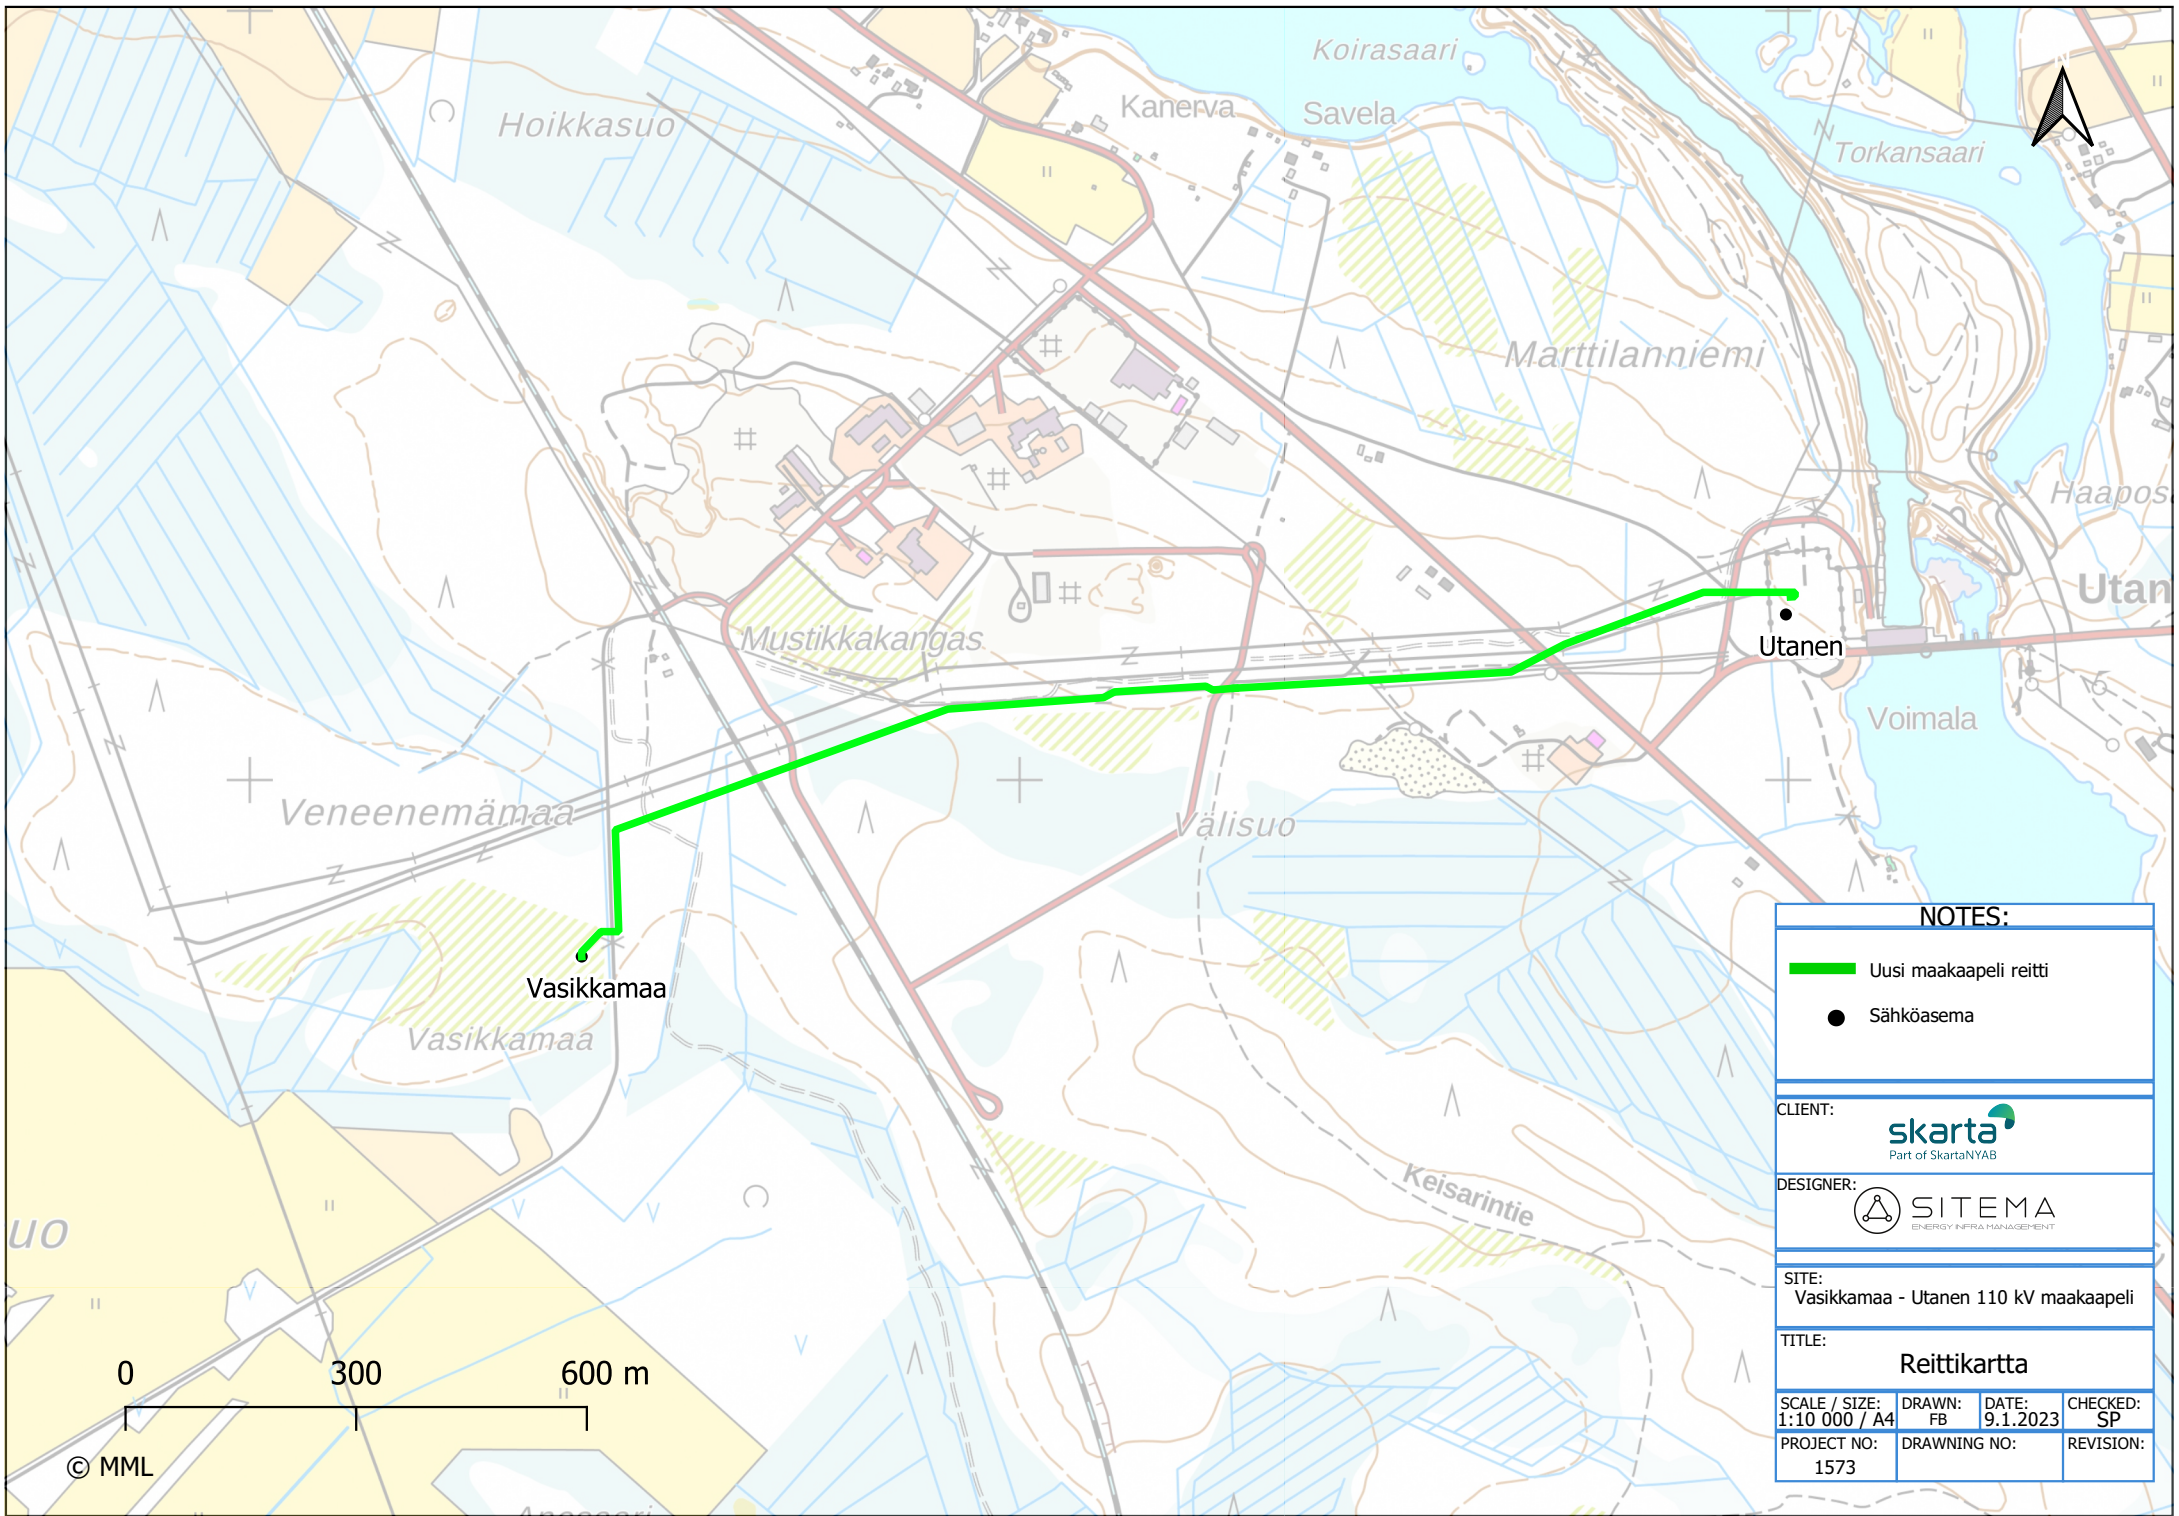 Koirasaari
Kanerva
Savela
Hoikkasuo
Torkansaari
Marttilanniemi
Utanen
Mustikkakangas
Voimala
Veneenemämaa
Välisuo
Vasikkamaa
Vasikkamaa
Keisarintie
uo
0 300 600 m
© MML
NOTES:
Uusi maakaapeli reitti
Sähköasema
CLIENT:
skarta
Part of SkartaNYAB
DESIGNER:
SITEMA
ENERGY INFRA MANAGEMENT
SITE:
Vasikkamaa - Utanen 110 kV maakaapeli
TITLE:
Reittikartta
SCALE / SIZE: DRAWN: DATE: CHECKED:
1:10 000 / A4 FB 9.1.2023 SP
PROJECT NO: DRAWING NO: REVISION:
1573